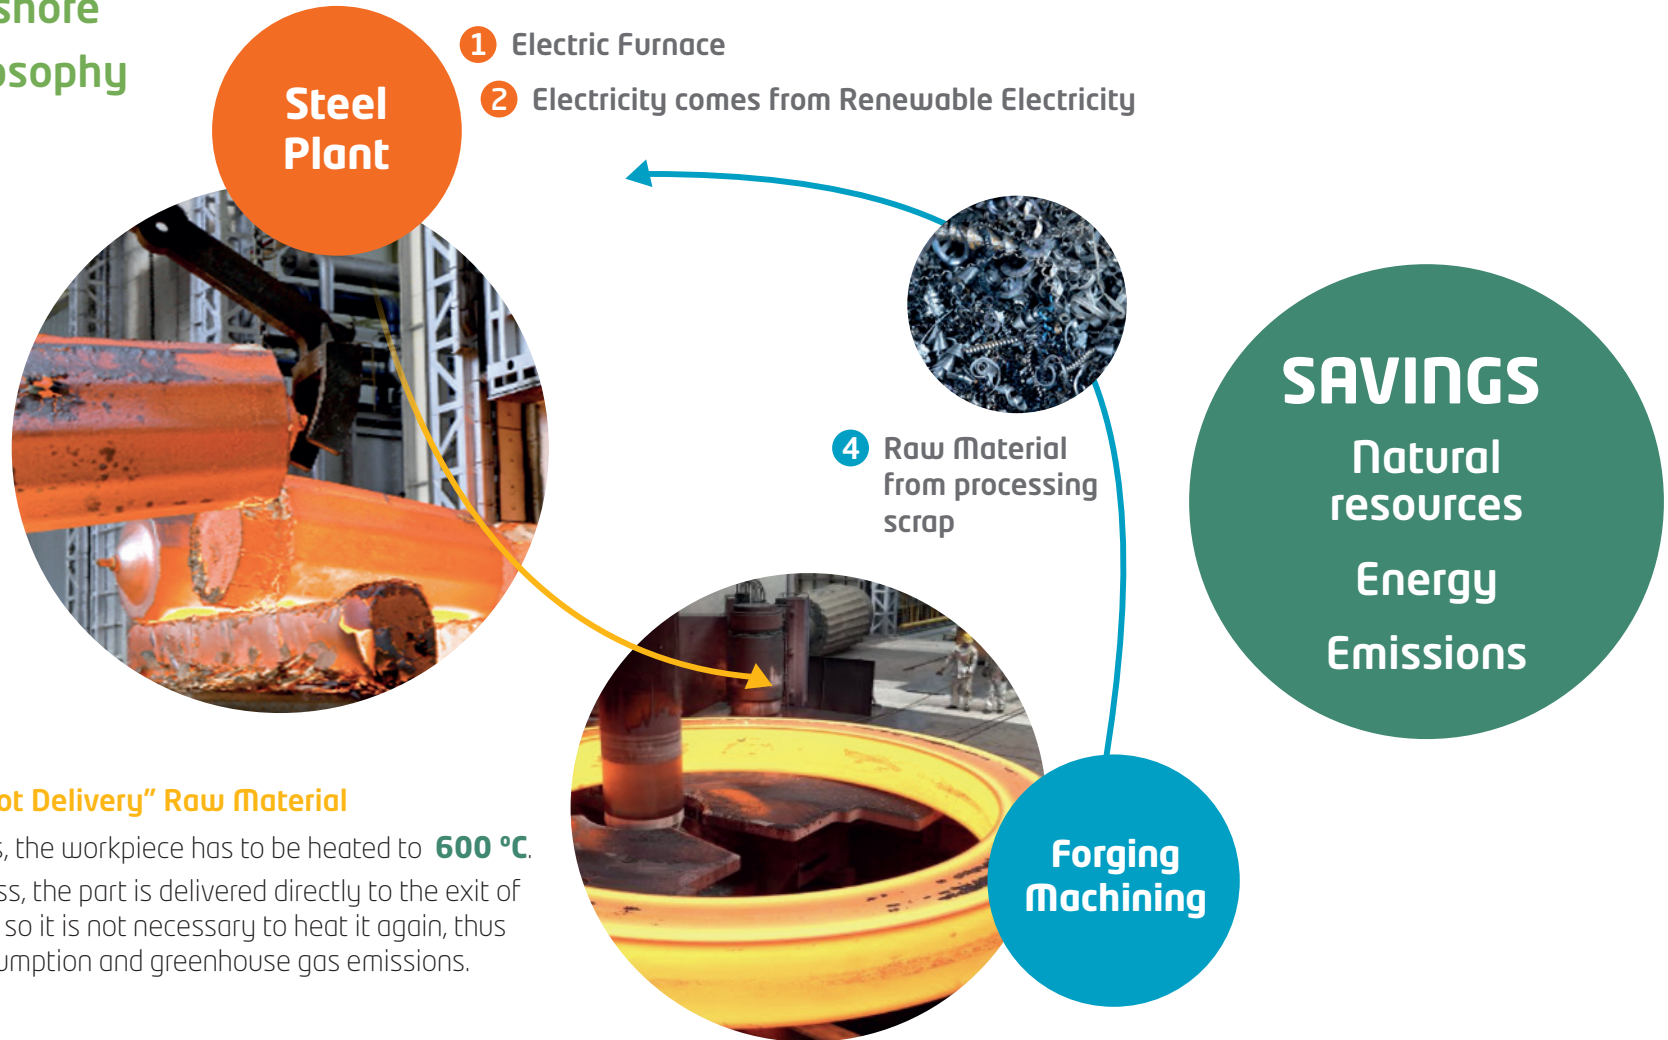 osophy
Steel
Plant
1 Electric Furnace
2 Electricity comes from Renewable Electricity
4 Raw Material
from processing
scrap
SAVINGS
Natural
resources
Energy
Emissions
ot Delivery” Raw Material
s, the workpiece has to be heated to 600 ºC.
ss, the part is delivered directly to the exit of
so it is not necessary to heat it again, thus
umption and greenhouse gas emissions.
Forging
Machining